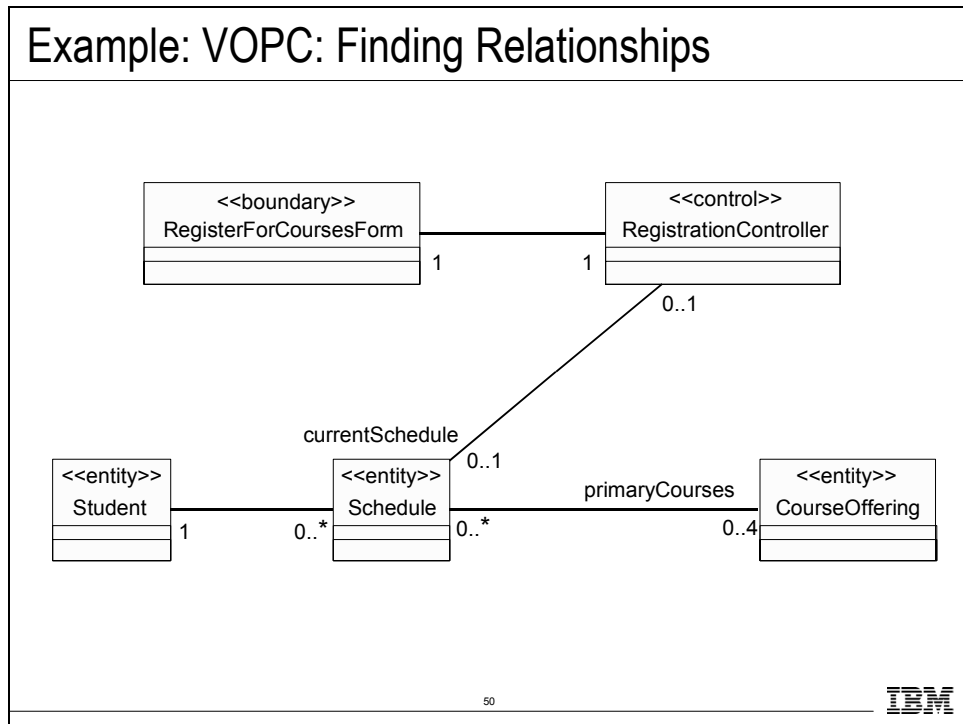 Example: VOPC: Finding Relationships
<<boundary>>
RegisterForCoursesForm
<<control>>
RegistrationController
1
1
0..1
currentSchedule
0..1
<<entity>>
Student
<<entity>>
Schedule
primaryCourses
<<entity>>
CourseOffering
1
0..*
0..*
0..4
50
IBM